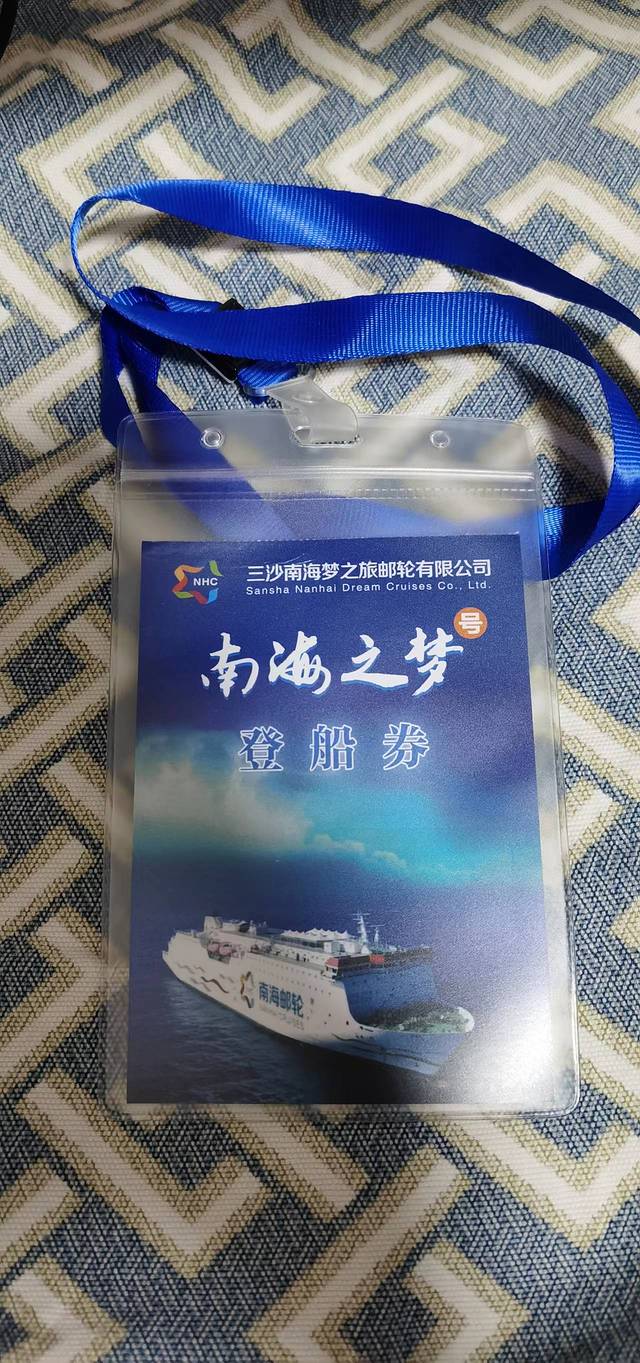 NHC
三沙南海梦之旅邮轮有限公司
Sansha Nanhai Dream Cruises Co., Ltd.
南海之梦号
登船券
南海邮轮